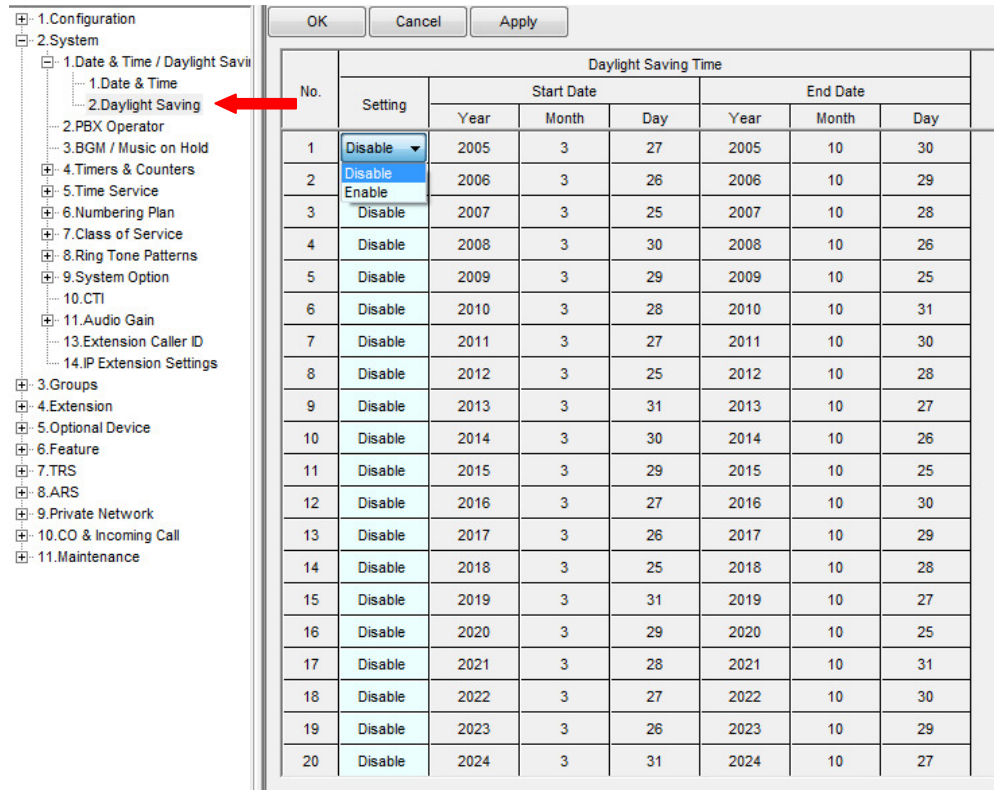 1.Configuration
2.System
1.Date & Time / Daylight Savi
1.Date & Time
2.Daylight Saving
2.PBX Operator
3.BGM / Music on Hold
4.Timers & Counters
5.Time Service
6.Numbering Plan
7.Class of Service
8.Ring Tone Patterns
9.System Option
10.CTI
11.Audio Gain
13.Extension Caller ID
14.IP Extension Settings
3.Groups
4.Extension
5.Optional Device
6.Feature
7.TRS
8.ARS
9.Private Network
10.CO & Incoming Call
11.Maintenance
OK Cancel Apply
Daylight Saving Time
No. Setting Start Date End Date
Year Month Day Year Month Day
1 Disable 2005 3 27 2005 10 30
Disable
Enable
2 2006 3 26 2006 10 29
3 Disable 2007 3 25 2007 10 28
4 Disable 2008 3 30 2008 10 26
5 Disable 2009 3 29 2009 10 25
6 Disable 2010 3 28 2010 10 31
7 Disable 2011 3 27 2011 10 30
8 Disable 2012 3 25 2012 10 28
9 Disable 2013 3 31 2013 10 27
10 Disable 2014 3 30 2014 10 26
11 Disable 2015 3 29 2015 10 25
12 Disable 2016 3 27 2016 10 30
13 Disable 2017 3 26 2017 10 29
14 Disable 2018 3 25 2018 10 28
15 Disable 2019 3 31 2019 10 27
16 Disable 2020 3 29 2020 10 25
17 Disable 2021 3 28 2021 10 31
18 Disable 2022 3 27 2022 10 30
19 Disable 2023 3 26 2023 10 29
20 Disable 2024 3 31 2024 10 27